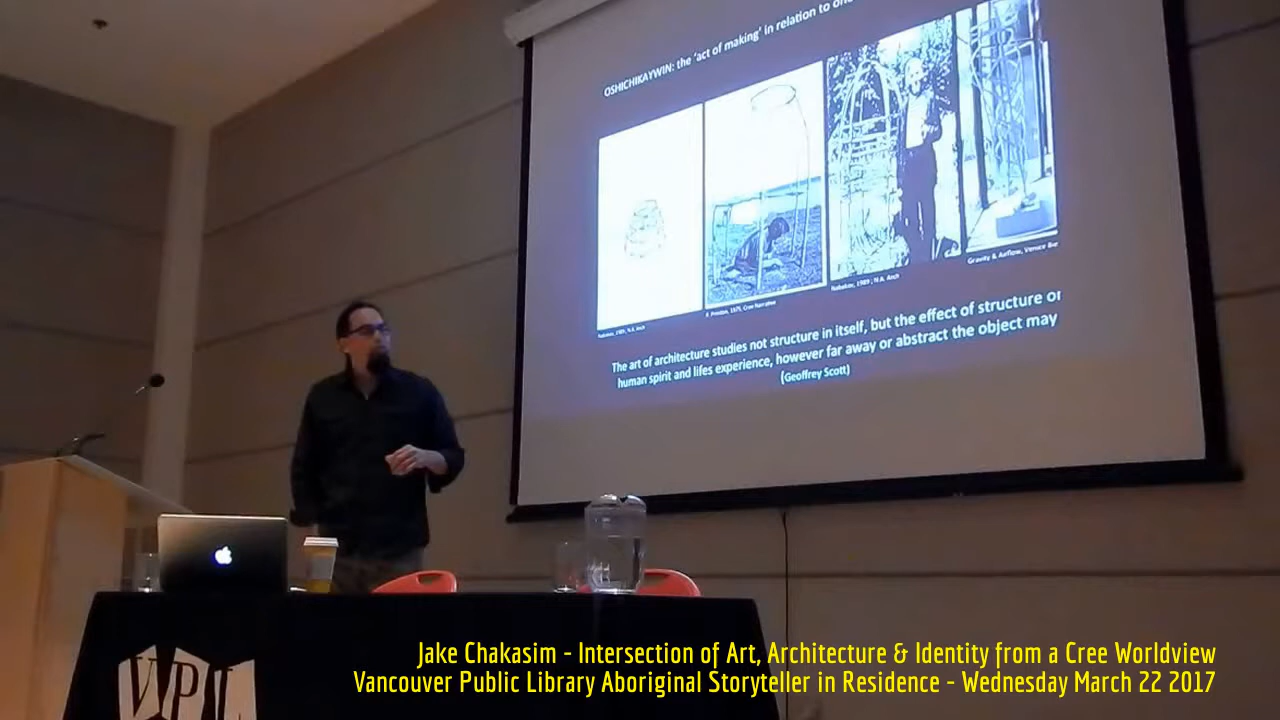 OSHICHIKAYWIN: the 'act of making' in relation to
Nabokov, 1989, N.A. Arch
P. Preston, 1975, Cree Narrative
Nabokov, 1989, N.A. Arch
Gravity & Airflow, Venice
The art of architecture studies not structure in itself, but the effect of structure
human spirit and lifes experience, however far away or abstract the object may
(Geoffrey Scott)
VPL
Jake Chakasim - Intersection of Art, Architecture & Identity from a Cree Worldview
Vancouver Public Library Aboriginal Storyteller in Residence - Wednesday March 22 2017